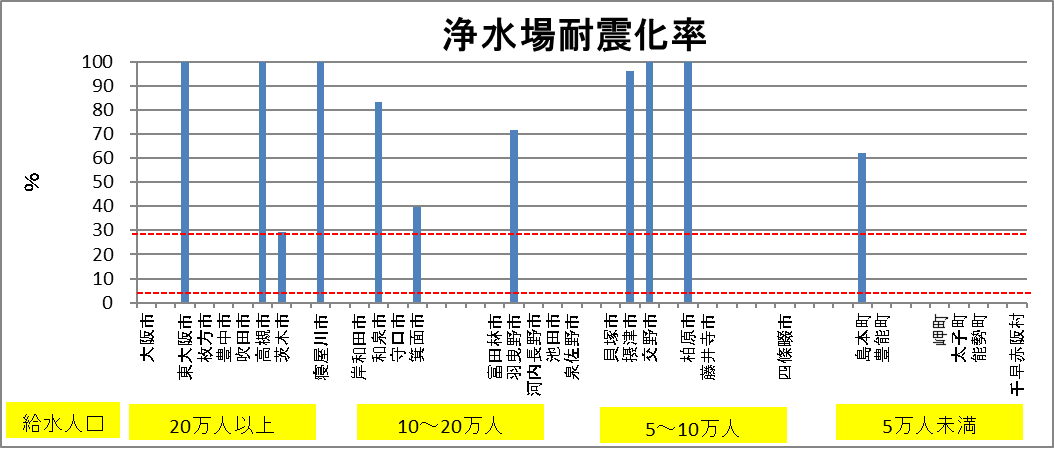 浄水場耐震化率
%
100
90
80
70
60
50
40
30
20
10
0
大阪市
東大阪市
枚方市
豊中市
吹田市
高槻市
茨木市
寝屋川市
岸和田市
和泉市
守口市
箕面市
富田林市
羽曳野市
河内長野市
池田市
泉佐野市
貝塚市
摂津市
交野市
柏原市
藤井寺市
四條畷市
島本町
豊能町
岬町
太子町
能勢町
千早赤阪村
給水人口
20万人以上
10～20万人
5～10万人
5万人未満